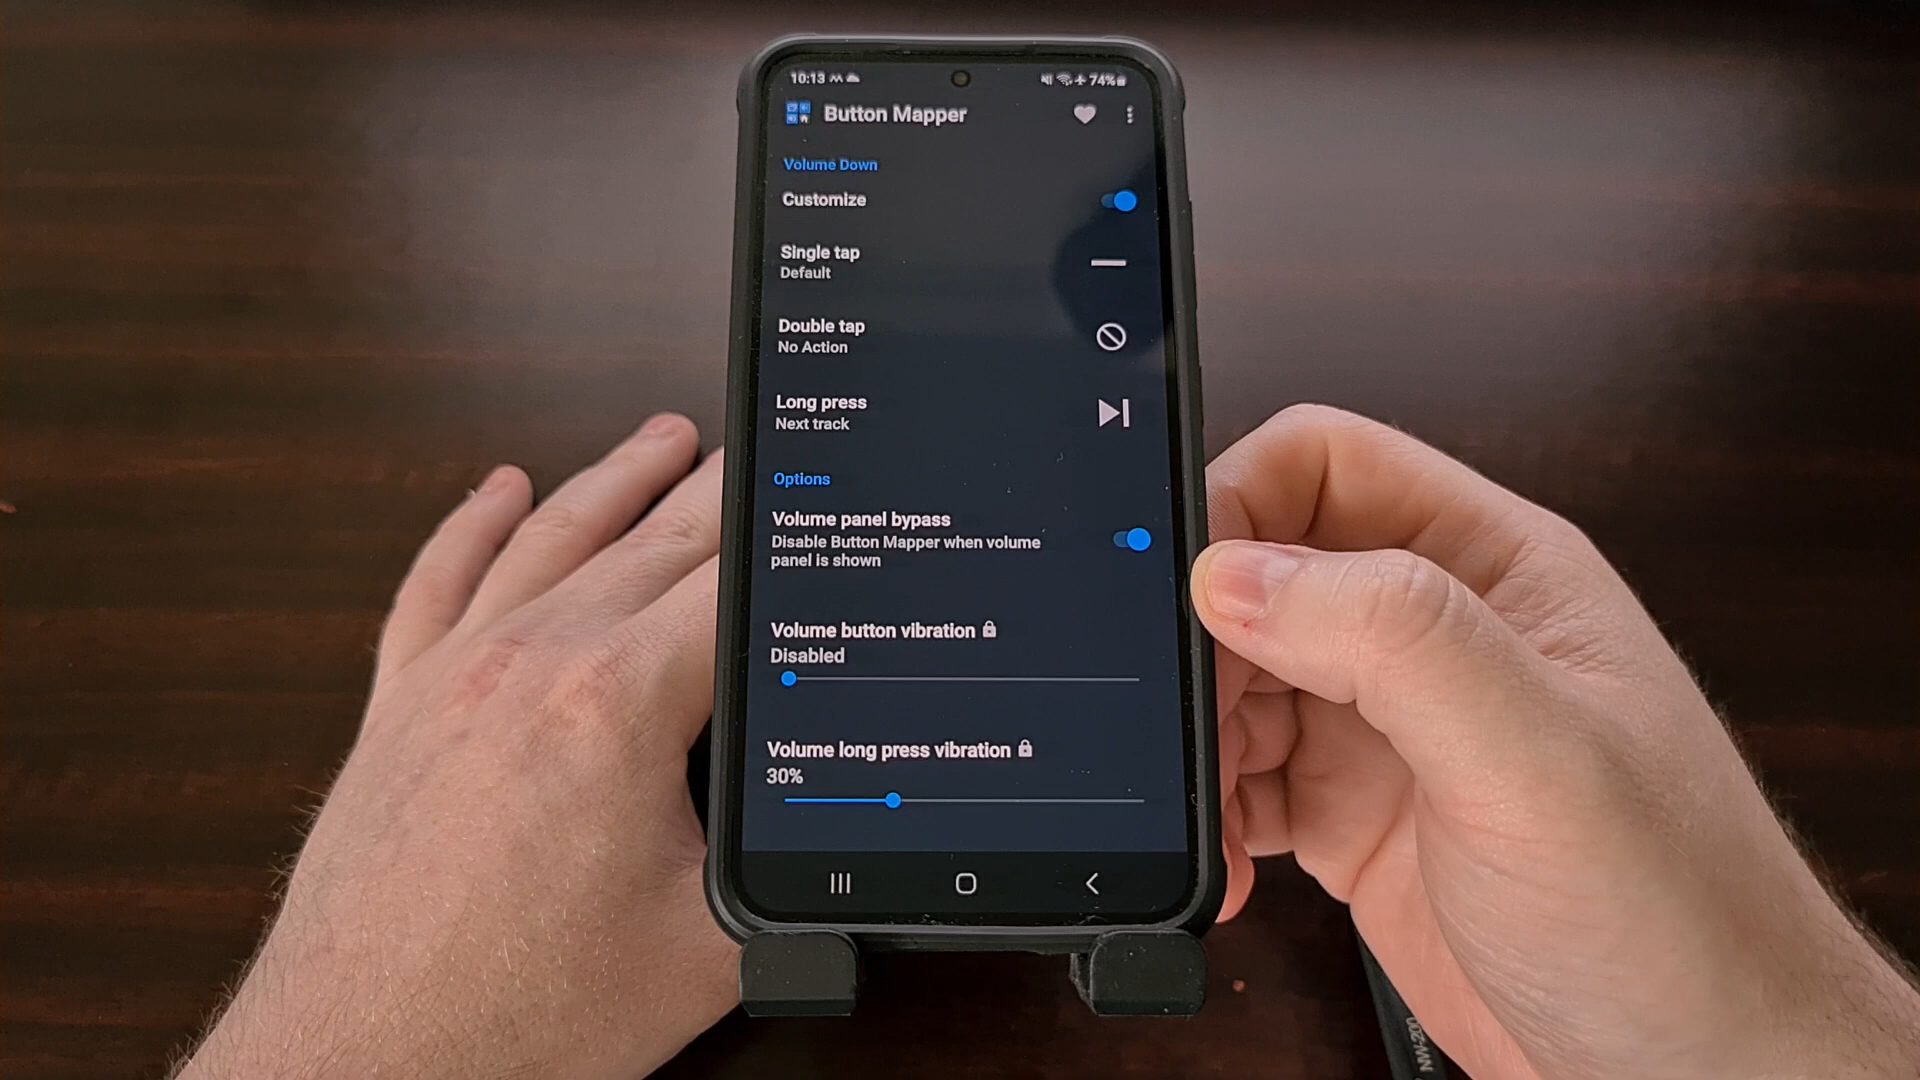 10:13
74%
Button Mapper
Volume Down
Customize
Single tap
Default
Double tap
No Action
Long press
Next track
Options
Volume panel bypass
Disable Button Mapper when volume
panel is shown
Volume button vibration
Disabled
Volume long press vibration
30%
NW-200